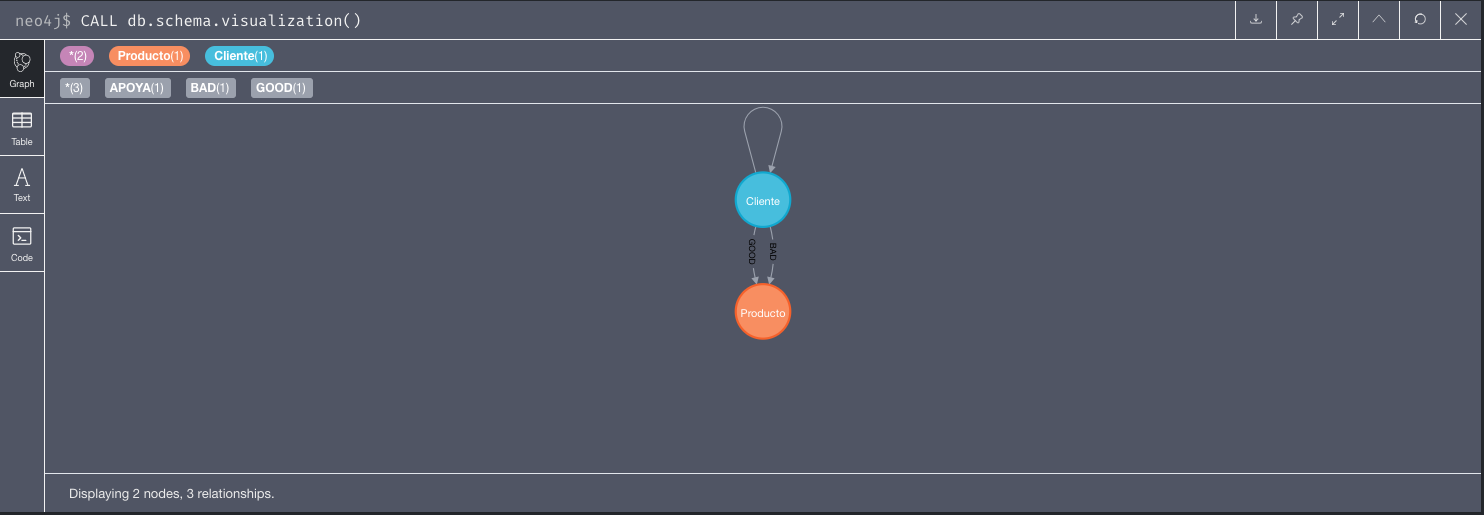 neo4j$ CALL db.schema.visualization()
*(2) Producto(1) Cliente(1)
Graph
*(3) APOYA(1) BAD(1) GOOD(1)
Table
Text
Code
Cliente
GOOD BAD
Producto
Displaying 2 nodes, 3 relationships.